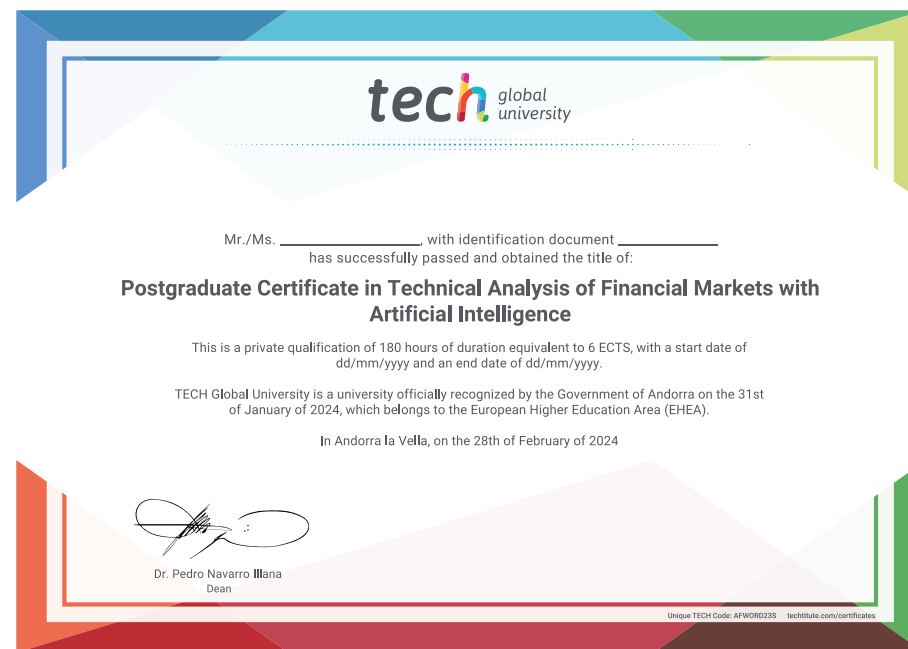 tech global university
Mr./Ms. ____________________, with identification document ______________
has successfully passed and obtained the title of:
Postgraduate Certificate in Technical Analysis of Financial Markets with
Artificial Intelligence
This is a private qualification of 180 hours of duration equivalent to 6 ECTS, with a start date of
dd/mm/yyyy and an end date of dd/mm/yyyy.
TECH Global University is a university officially recognized by the Government of Andorra on the 31st
of January of 2024, which belongs to the European Higher Education Area (EHEA).
In Andorra la Vella, on the 28th of February of 2024
Dr. Pedro Navarro Illana
Dean
Unique TECH Code: AFWORD23S techtitute.com/certificates